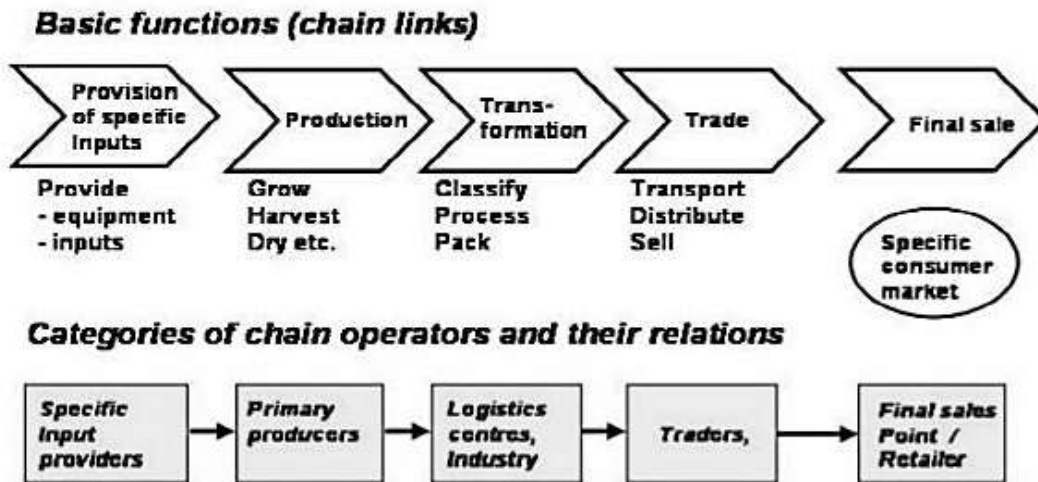 Basic functions (chain links)
Provision
of specific
Inputs
Production
Trans-
formation
Trade
Final sale
Provide
- equipment
- inputs
Grow
Harvest
Dry etc.
Classify
Process
Pack
Transport
Distribute
Sell
Specific
consumer
market
Categories of chain operators and their relations
Specific
Input
providers
Primary
producers
Logistics
centres,
Industry
Traders,
Final sales
Point /
Retailer